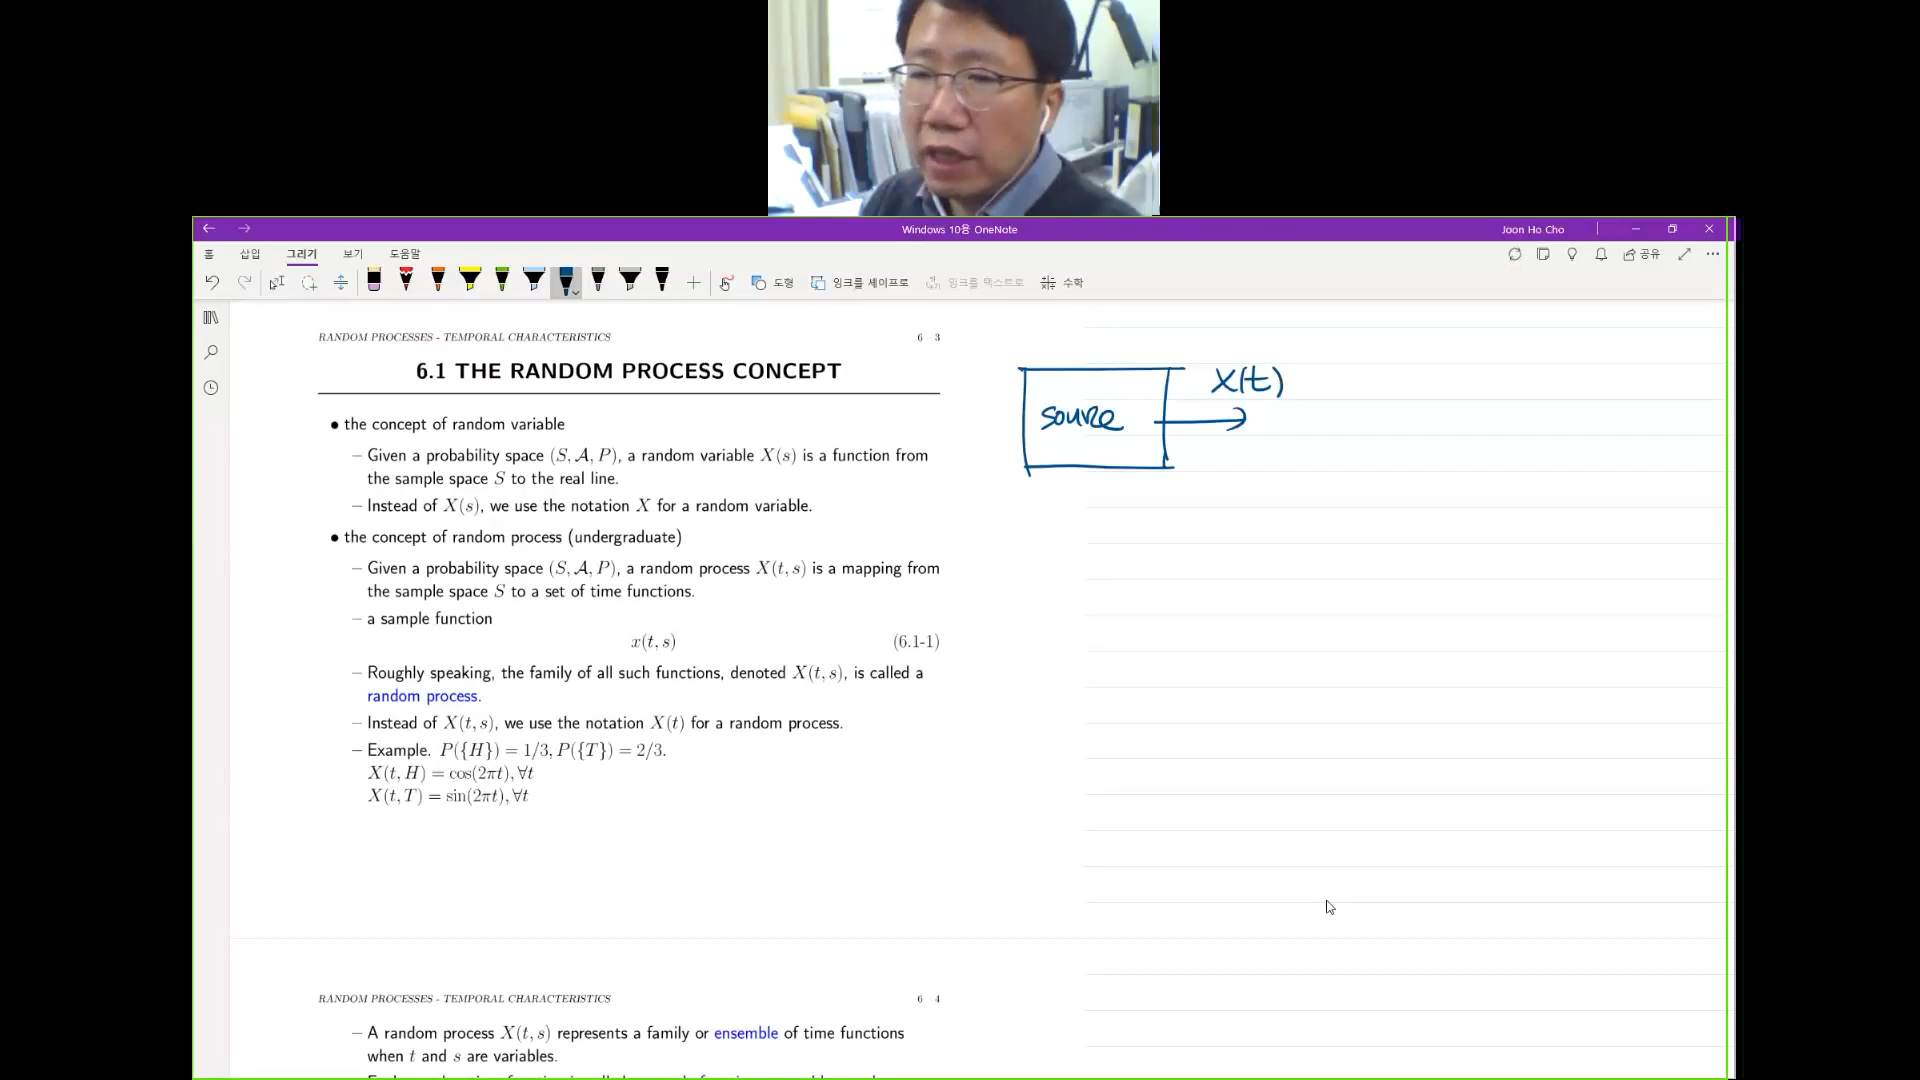 Windows 10용 OneNote
Joon Ho Cho
홈 삽입 그리기 보기 도움말
공유
도형 잉크를 셰이프로 잉크를 텍스트로 수학
RANDOM PROCESSES - TEMPORAL CHARACTERISTICS 6 3
6.1 THE RANDOM PROCESS CONCEPT
• the concept of random variable
– Given a probability space (S, 𝒜, P), a random variable X(s) is a function from
the sample space S to the real line.
– Instead of X(s), we use the notation X for a random variable.
• the concept of random process (undergraduate)
– Given a probability space (S, 𝒜, P), a random process X(t, s) is a mapping from
the sample space S to a set of time functions.
– a sample function
x(t, s) (6.1-1)
– Roughly speaking, the family of all such functions, denoted X(t, s), is called a
random process.
– Instead of X(t, s), we use the notation X(t) for a random process.
– Example. P({H}) = 1/3, P({T}) = 2/3.
X(t, H) = cos(2πt), ∀t
X(t, T) = sin(2πt), ∀t
X(t)
source
RANDOM PROCESSES - TEMPORAL CHARACTERISTICS 6 4
– A random process X(t, s) represents a family or ensemble of time functions
when t and s are variables.